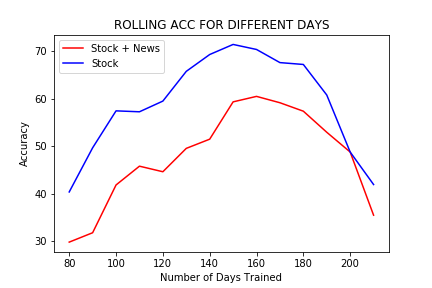 ROLLING ACC FOR DIFFERENT DAYS
Stock + News
Stock
Accuracy
70
60
50
40
30
80 100 120 140 160 180 200
Number of Days Trained